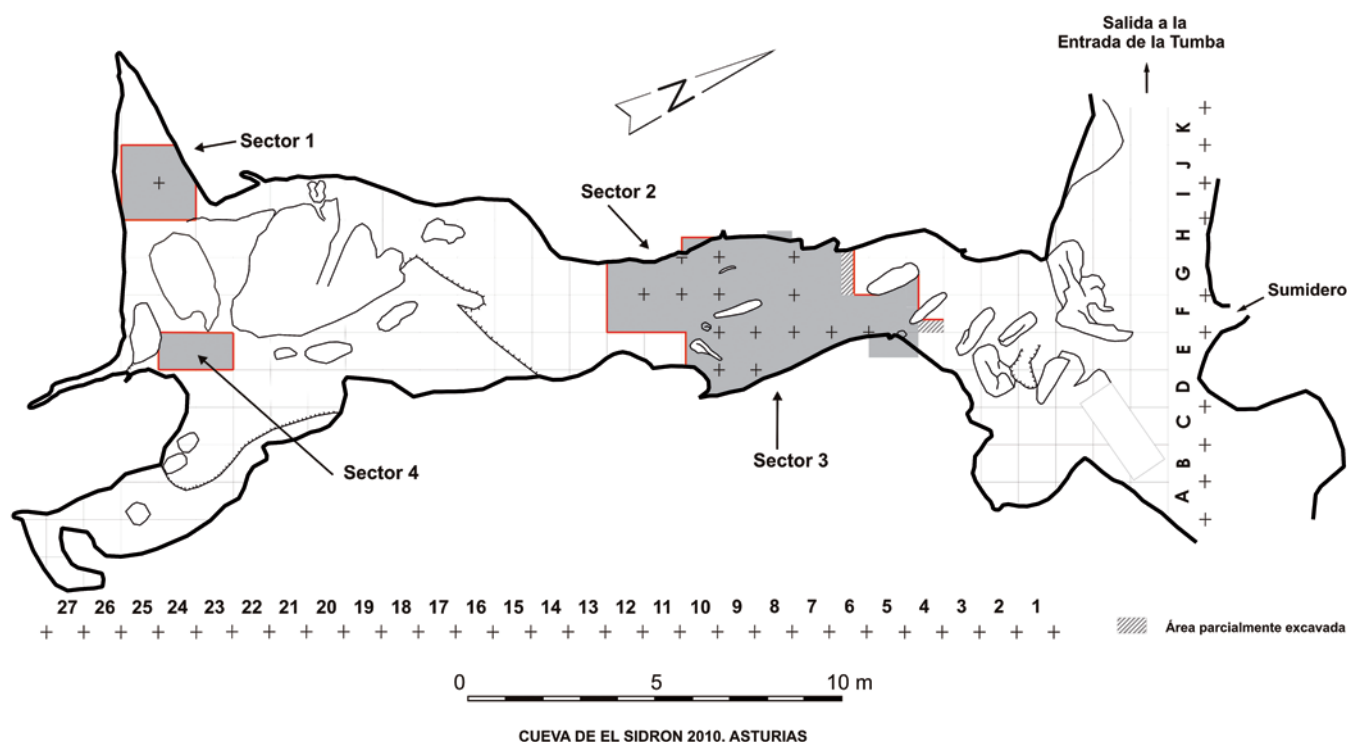 Salida a la
Entrada de la Tumba
N
Sector 1
Sector 2
K
J
I
H
G
F
E
D
C
B
A
Sumidero
Sector 3
Sector 4
27 26 25 24 23 22 21 20 19 18 17 16 15 14 13 12 11 10 9 8 7 6 5 4 3 2 1
Área parcialmente excavada
0 5 10 m
CUEVA DE EL SIDRON 2010. ASTURIAS